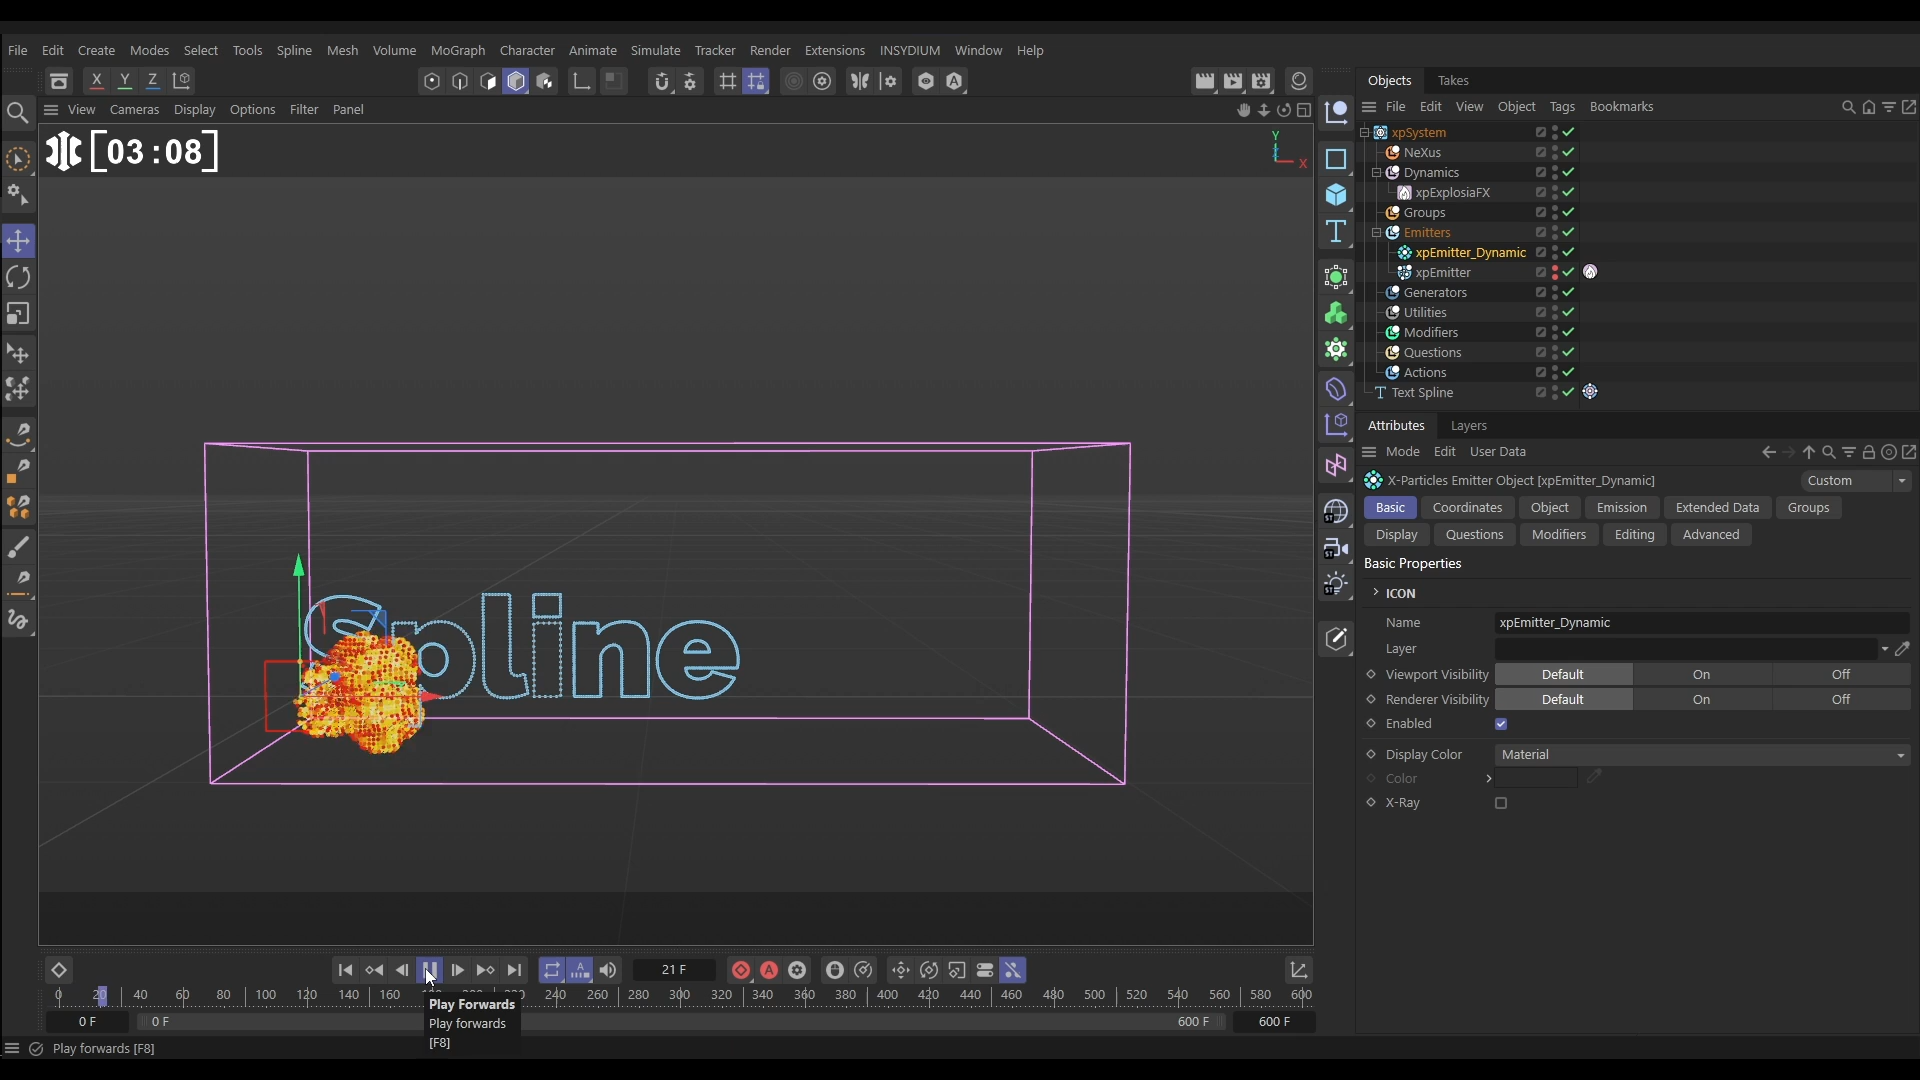 File Edit Create Modes Select Tools Spline Mesh Volume MoGraph Character Animate Simulate Tracker Render Extensions INSYDIUM Window Help
X Y Z
View Cameras Display Options Filter Panel
[03:08]
Y
Z
X
Spline
Objects Takes
File Edit View Object Tags Bookmarks
xpSystem
NeXus
Dynamics
xpExplosiaFX
Groups
Emitters
xpEmitter_Dynamic
xpEmitter
Generators
Utilities
Modifiers
Questions
Actions
Text Spline
Attributes Layers
Mode Edit User Data
X-Particles Emitter Object [xpEmitter_Dynamic] Custom
Basic Coordinates Object Emission Extended Data Groups
Display Questions Modifiers Editing Advanced
Basic Properties
ICON
Name xpEmitter_Dynamic
Layer
Viewport Visibility Default On Off
Renderer Visibility Default On Off
Enabled
Display Color Material
Color
X-Ray
21 F
0 20 40 60 80 100 120 140 160 240 260 280 300 320 340 360 380 400 420 440 460 480 500 520 540 560 580 600
0 F 0 F 600 F 600 F
Play Forwards
Play forwards
[F8]
Play forwards [F8]